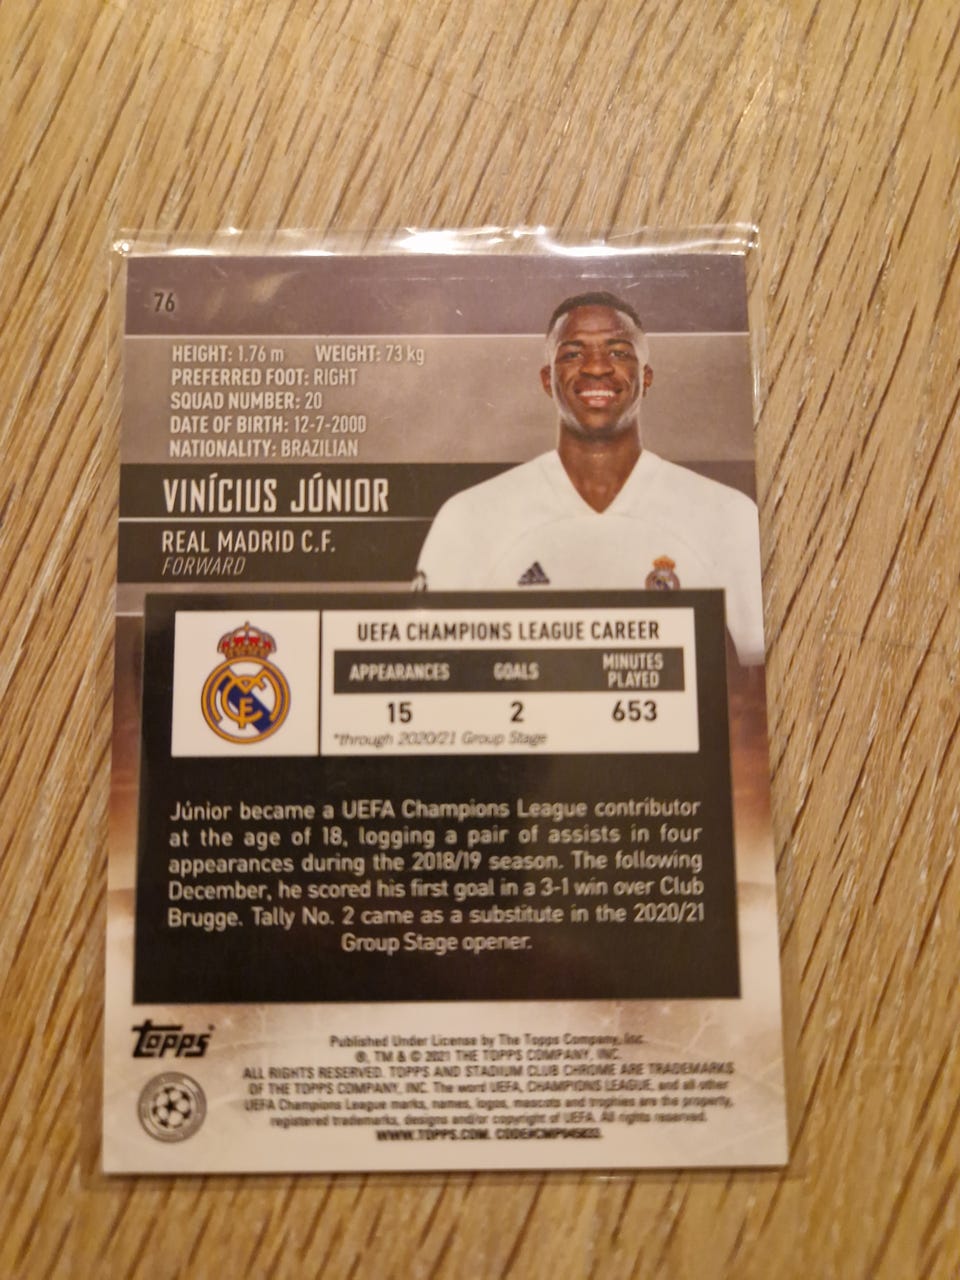 76
HEIGHT: 1.76 m WEIGHT: 73 kg
PREFERRED FOOT: RIGHT
SQUAD NUMBER: 20
DATE OF BIRTH: 12-7-2000
NATIONALITY: BRAZILIAN
VINÍCIUS JÚNIOR
REAL MADRID C.F.
FORWARD
UEFA CHAMPIONS LEAGUE CAREER
APPEARANCES GOALS MINUTES PLAYED
15 2 653
*through 2020/21 Group Stage
Júnior became a UEFA Champions League contributor
at the age of 18, logging a pair of assists in four
appearances during the 2018/19 season. The following
December, he scored his first goal in a 3-1 win over Club
Brugge. Tally No. 2 came as a substitute in the 2020/21
Group Stage opener.
Topps
Published Under License by The Topps Company, Inc.
®, TM & © 2021 THE TOPPS COMPANY, INC.
ALL RIGHTS RESERVED. TOPPS AND STADIUM CLUB CHROME ARE TRADEMARKS
OF THE TOPPS COMPANY, INC. The word UEFA, CHAMPIONS LEAGUE, and all other
UEFA Champions League marks, names, logos, mascots and trophies are the property,
registered trademarks, designs and/or copyright of UEFA. All rights reserved.
WWW.TOPPS.COM.